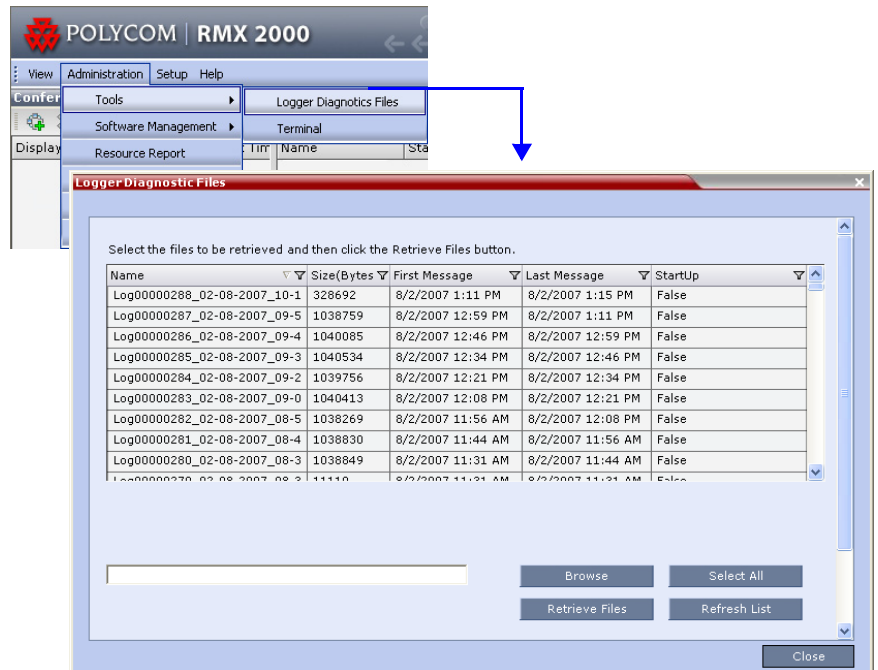 POLYCOM | RMX 2000
View Administration Setup Help
Confer
Tools
Logger Diagnotics Files
Software Management
Terminal
Display
Resource Report
Tim
Name
Sta
Logger Diagnostic Files
Select the files to be retrieved and then click the Retrieve Files button.
Name Size(Bytes First Message Last Message StartUp
Log00000288_02-08-2007_10-1 328692 8/2/2007 1:11 PM 8/2/2007 1:15 PM False
Log00000287_02-08-2007_09-5 1038759 8/2/2007 12:59 PM 8/2/2007 1:11 PM False
Log00000286_02-08-2007_09-4 1040085 8/2/2007 12:46 PM 8/2/2007 12:59 PM False
Log00000285_02-08-2007_09-3 1040534 8/2/2007 12:34 PM 8/2/2007 12:46 PM False
Log00000284_02-08-2007_09-2 1039756 8/2/2007 12:21 PM 8/2/2007 12:34 PM False
Log00000283_02-08-2007_09-0 1040413 8/2/2007 12:08 PM 8/2/2007 12:21 PM False
Log00000282_02-08-2007_08-5 1038269 8/2/2007 11:56 AM 8/2/2007 12:08 PM False
Log00000281_02-08-2007_08-4 1038830 8/2/2007 11:44 AM 8/2/2007 11:56 AM False
Log00000280_02-08-2007_08-3 1038849 8/2/2007 11:31 AM 8/2/2007 11:44 AM False
Browse Select All
Retrieve Files Refresh List
Close